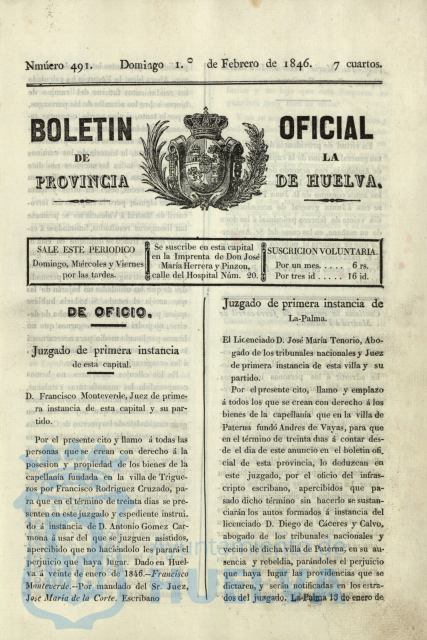 Nmúero 491. Domingo 1.º de Febrero de 1846. 7 cuartos.
BOLETIN OFICIAL
DE LA
PROVINCIA DE HUELVA.
SALE ESTE PERIODICO
Domingo, Miércoles y Viernes
por las tardes.
Se suscribe en esta capital
en la Imprenta de Don José
María Herrera y Pinzon,
calle del Hospital Núm. 20.
SUSCRICION VOLUNTARIA.
Por un mes. . . . . 6 rs.
Por tres id . . . . . 16 id.
DE OFICIO.
Juzgado de primera instancia
de esta capital.
D. Francisco Monteverde, Juez de prime-
ra instancia de esta capital y su par-
tido.
Por el presente cito y llamo á todas las
personas que se crean con derecho á la
posesion y propiedad de los bienes de la
capellanía fundada en la villa de Trigue-
ros por Francisco Rodriguez Cruzado, pa-
ra que en el término de treinta dias se pre-
senten en este juzgado y espediente instrui-
do á instancia de D. Antonio Gomez Car-
mona á usar del que se juzguen asistidos,
apercibido que no haciéndolo les parará el
perjuicio que haya lugar. Dado en Huel-
va á veinte de enero 1846.—Francisco
Monteverde.—Por mandado del Sr. Juez,
José María de la Corte, Escribano
Juzgado de primera instancia de
La-Palma.
El Licenciado D. José María Tenorio, Abo-
gado de los tribunales nacionales y Juez
de primera instancia de esta villa y su
partido.
Por el presente cito, llamo y emplazo
á todos los que se crean con derecho á los
bienes de la capellanía que en la villa de
Paterna fundó Andres de Vayas, para que
en el término de treinta dias á contar des-
de el dia de este anuncio en el boletin ofi-
cial de esta provincia, lo deduzcan en
este juzgado, por el oficio del infras-
cripto escribano, apercibidos que pa-
sado dicho término sin hacerlo se sustan-
ciarán los autos formados á instancia del
licenciado D. Diego de Cáceres y Calvo,
abogado de los tribunales nacionales y
vecino de dicha villa de Paterna, en su au-
sencia y rebeldía, parándoles el perjuicio
que haya lugar las providencias que se
dictaren, y serán notificadas en los estra-
dos del juzgado. La-Palma 13 de enero de